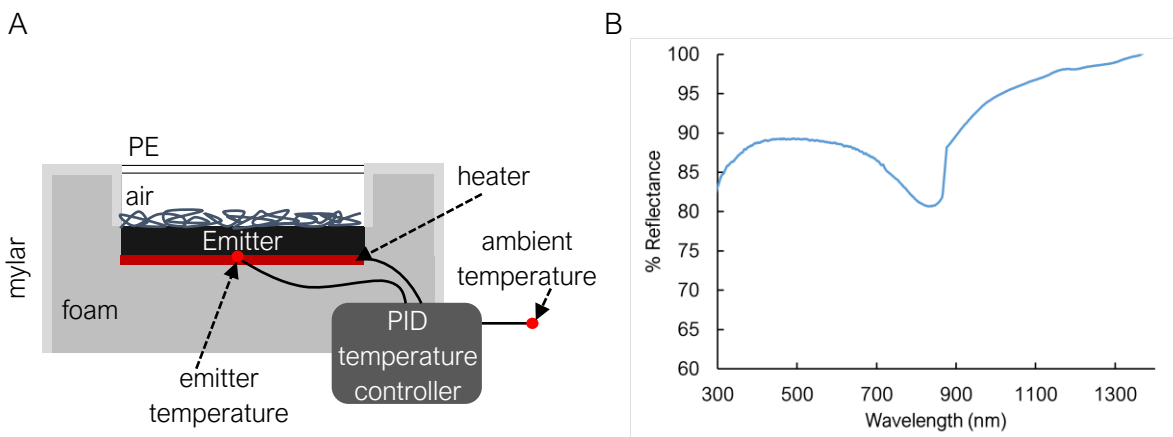 A
PE
air
heater
Emitter
ambient
temperature
mylar
foam
PID
temperature
controller
emitter
temperature
B
100
95
90
85
80
75
70
65
60
% Reflectance
300 500 700 900 1100 1300
Wavelength (nm)